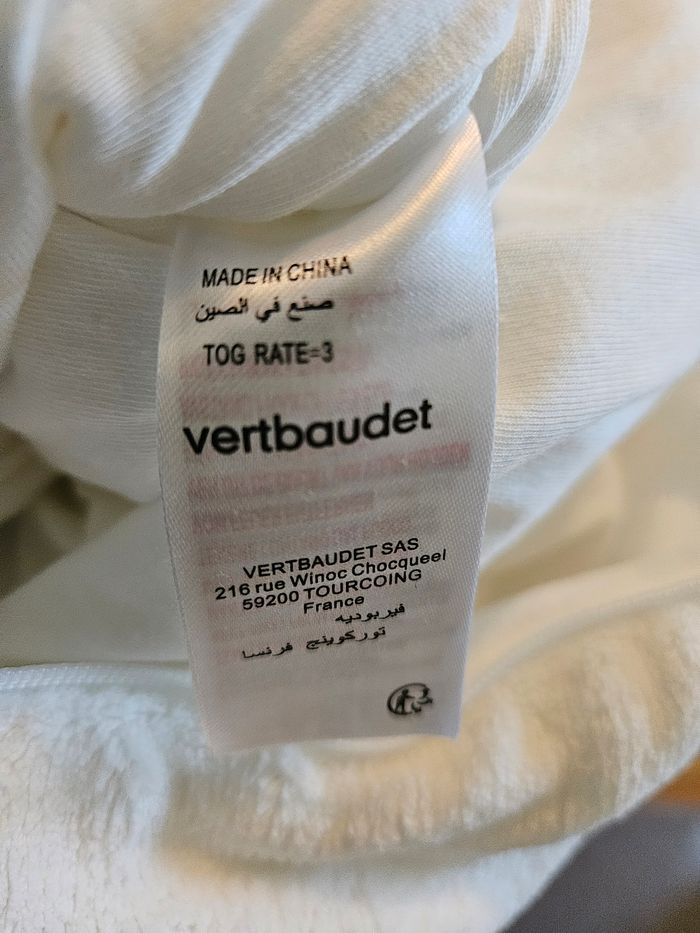 MADE IN CHINA
صنع في الصين
TOG RATE=3
vertbaudet
VERTBAUDET SAS
216 rue Winoc Chocqueel
59200 TOURCOING
France
فيربوديه
توركوينج فرنسا